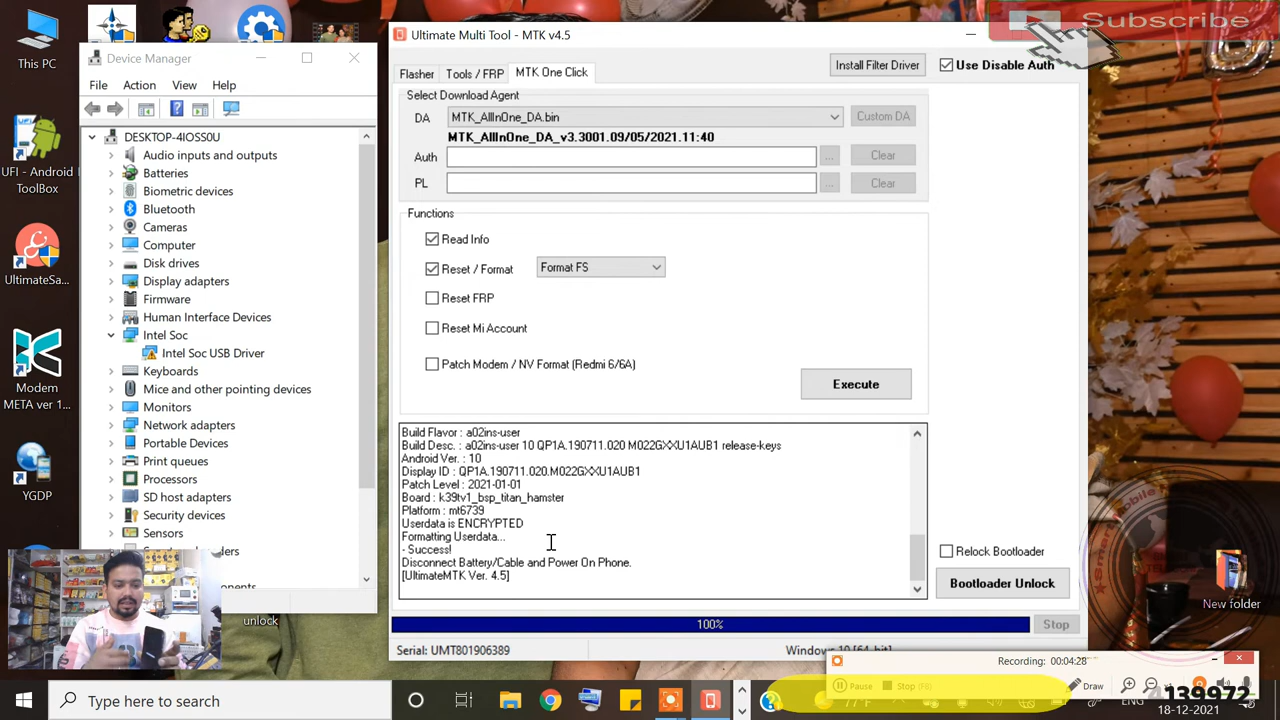 This PC
UFI - Android
ToolBox
UltimateSa...
Modem
META ver 1...
YGDP
Device Manager
File
Action
View
Help
DESKTOP-4IOSS0U
Audio inputs and outputs
Batteries
Biometric devices
Bluetooth
Cameras
Computer
Disk drives
Display adapters
Firmware
Human Interface Devices
Intel Soc
Intel Soc USB Driver
Keyboards
Mice and other pointing devices
Monitors
Network adapters
Portable Devices
Print queues
Processors
SD host adapters
Security devices
Sensors
unlock
Ultimate Multi Tool - MTK v4.5
Subscribe
Flasher
Tools / FRP
MTK One Click
Install Filter Driver
Use Disable Auth
Select Download Agent
DA
MTK_AllInOne_DA.bin
Custom DA
MTK_AllInOne_DA_v3.3001.09/05/2021.11:40
Auth
...
Clear
PL
...
Clear
Functions
Read Info
Reset / Format
Format FS
Reset FRP
Reset Mi Account
Patch Modem / NV Format (Redmi 6/6A)
Execute
Build Flavor : a02ins-user
Build Desc. : a02ins-user 10 QP1A.190711.020 M022GXXU1AUB1 release-keys
Android Ver. : 10
Display ID : QP1A.190711.020.M022GXXU1AUB1
Patch Level : 2021-01-01
Board : k39tv1_bsp_titan_hamster
Platform : mt6739
Userdata is ENCRYPTED
Formatting Userdata...
- Success!
Disconnect Battery/Cable and Power On Phone.
[UltimateMTK Ver. 4.5]
Relock Bootloader
Bootloader Unlock
100%
Stop
Serial: UMT801906389
New folder
Recording: 00:04:28
Pause
Stop (F6)
Draw
Type here to search
ENG
139972
18-12-2021